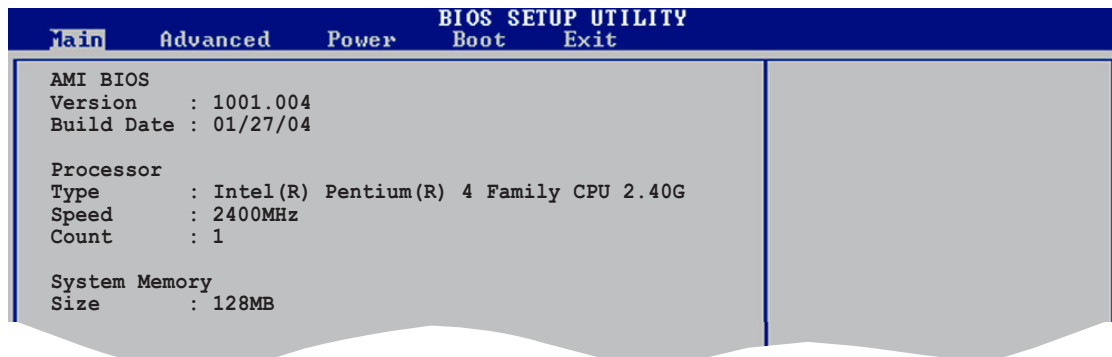 BIOS SETUP UTILITY
Main Advanced Power Boot Exit
AMI BIOS
Version : 1001.004
Build Date : 01/27/04
Processor
Type : Intel(R) Pentium(R) 4 Family CPU 2.40G
Speed : 2400MHz
Count : 1
System Memory
Size : 128MB